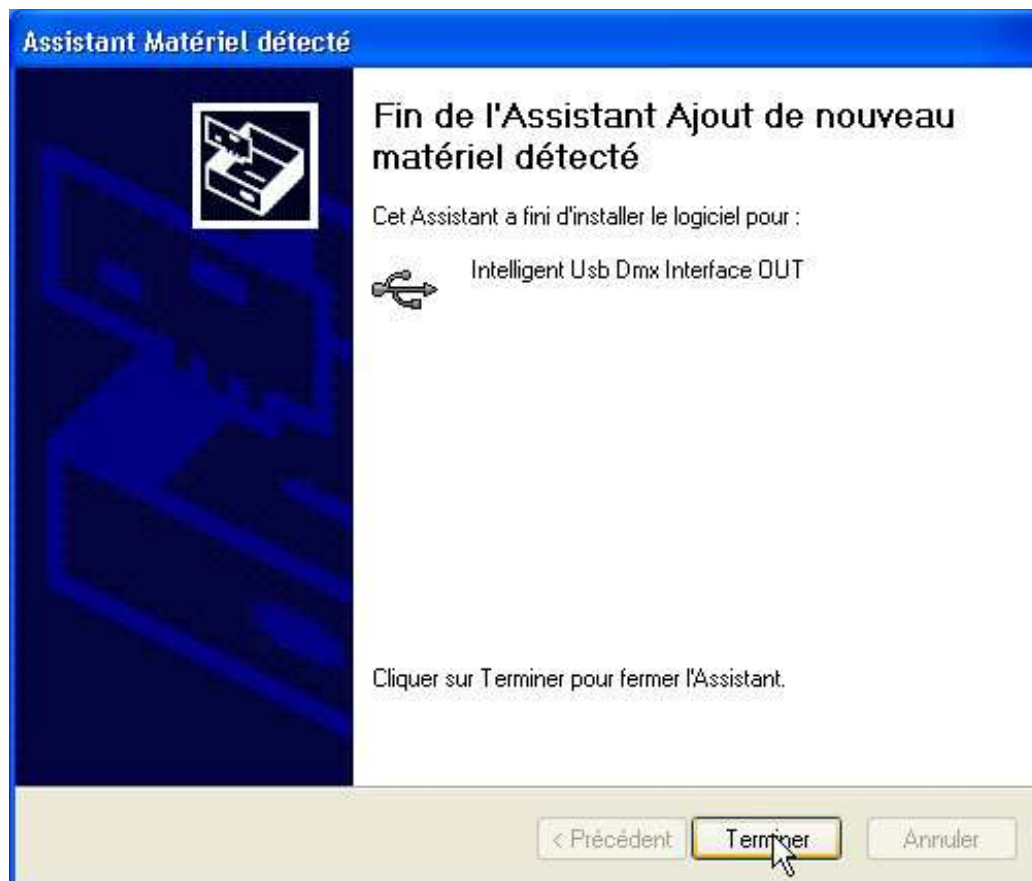 Assistant Matériel détecté
Fin de l'Assistant Ajout de nouveau
matériel détecté
Cet Assistant a fini d'installer le logiciel pour :
Intelligent Usb Dmx Interface OUT
Cliquer sur Terminer pour fermer l'Assistant.
< Précédent
Terminer
Annuler